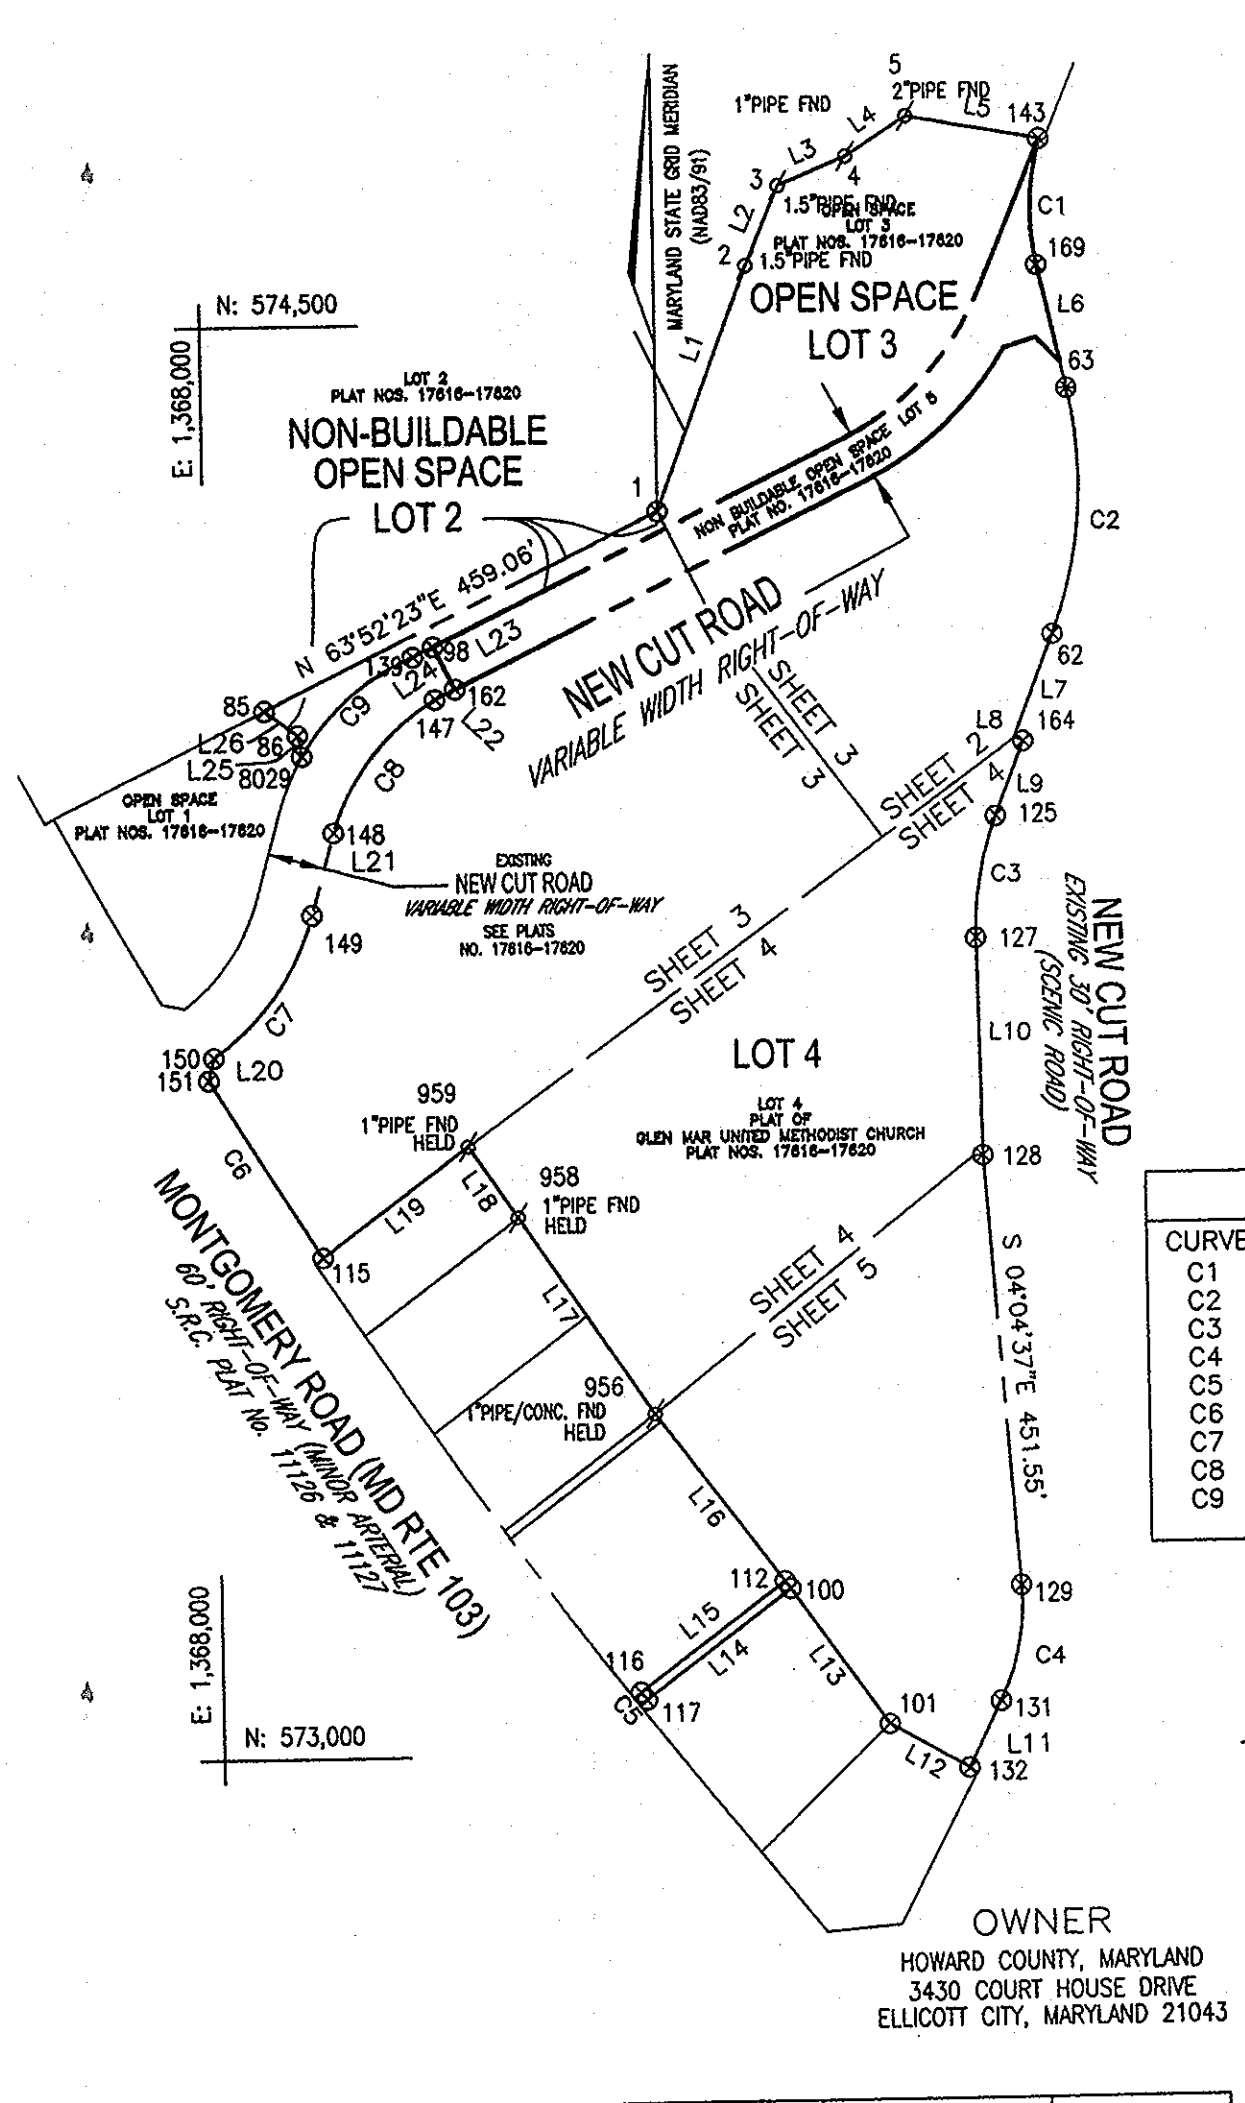 5
2"PIPE FND
1"PIPE FND
L5
143
L4
L3
4
3
1.5"PIPE FND
OPEN SPACE
LOT 3
PLAT NOS. 17616-17620
L2
2
1.5"PIPE FND
C1
169
MARYLAND STATE GRID MERIDIAN
(NAD83/91)
OPEN SPACE
LOT 3
L6
63
N: 574,500
E: 1,368,000
L1
LOT 2
PLAT NOS. 17616-17620
NON-BUILDABLE
OPEN SPACE
LOT 2
1
NON BUILDABLE OPEN SPACE LOT 5
PLAT NO. 17616-17620
C2
N 63°52'23"E 459.06'
NEW CUT ROAD
VARIABLE WIDTH RIGHT-OF-WAY
62
139
98
L23
L24
162
L22
147
85
C9
L26
86
L25
8029
C8
L7
L8
164
SHEET 3
SHEET 3
SHEET 2
SHEET 4
L9
125
OPEN SPACE
LOT 1
PLAT NOS. 17616-17620
148
L21
EXISTING
NEW CUT ROAD
VARIABLE WIDTH RIGHT-OF-WAY
SEE PLATS
NO. 17616-17620
149
C3
127
NEW CUT ROAD
EXISTING 30' RIGHT-OF-WAY
(SCENIC ROAD)
SHEET 3
SHEET 4
C7
L10
150
151
L20
LOT 4
LOT 4
PLAT OF
GLEN MAR UNITED METHODIST CHURCH
PLAT NOS. 17616-17620
959
1"PIPE FND
HELD
128
C6
L19
L18
958
1"PIPE FND
HELD
115
L17
SHEET 4
SHEET 5
S 04°04'37"E 451.55'
CURVE
C1
C2
C3
C4
C5
C6
C7
C8
C9
MONTGOMERY ROAD (MD RTE 103)
60' RIGHT-OF-WAY (MINOR ARTERIAL)
S.R.C. PLAT No. 11126 & 11127
956
1"PIPE/CONC. FND
HELD
L16
112
100
129
L15
L14
L13
C4
116
C5
117
101
131
L12
L11
132
E: 1,368,000
N: 573,000
OWNER
HOWARD COUNTY, MARYLAND
3430 COURT HOUSE DRIVE
ELLICOTT CITY, MARYLAND 21043